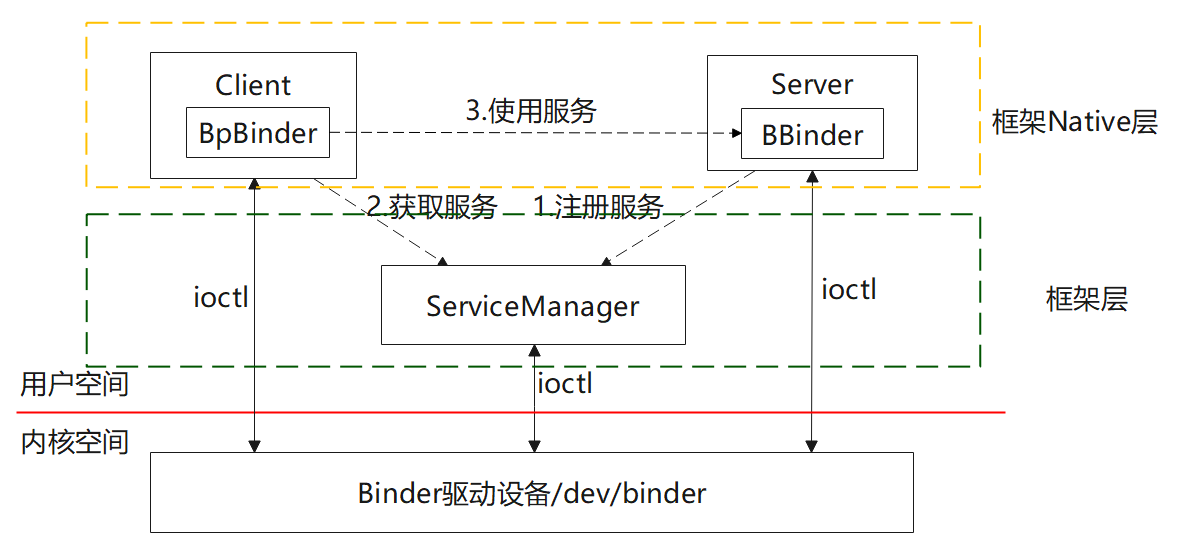 Client
BpBinder
3.使用服务
Server
BBinder
框架Native层
2.获取服务
1.注册服务
ioctl
ServiceManager
ioctl
框架层
用户空间
ioctl
内核空间
Binder驱动设备/dev/binder